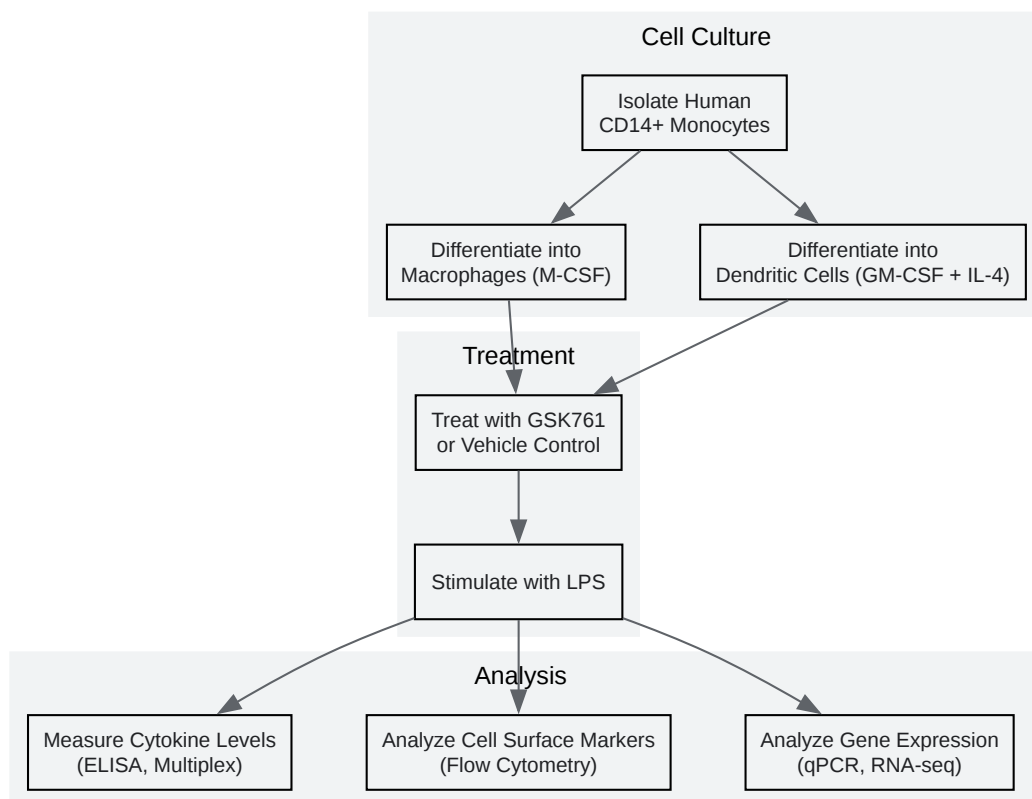 Cell Culture
Isolate Human
CD14+ Monocytes
Differentiate into
Macrophages (M-CSF)
Differentiate into
Dendritic Cells (GM-CSF + IL-4)
Treatment
Treat with GSK761
or Vehicle Control
Stimulate with LPS
Analysis
Measure Cytokine Levels
(ELISA, Multiplex)
Analyze Cell Surface Markers
(Flow Cytometry)
Analyze Gene Expression
(qPCR, RNA-seq)